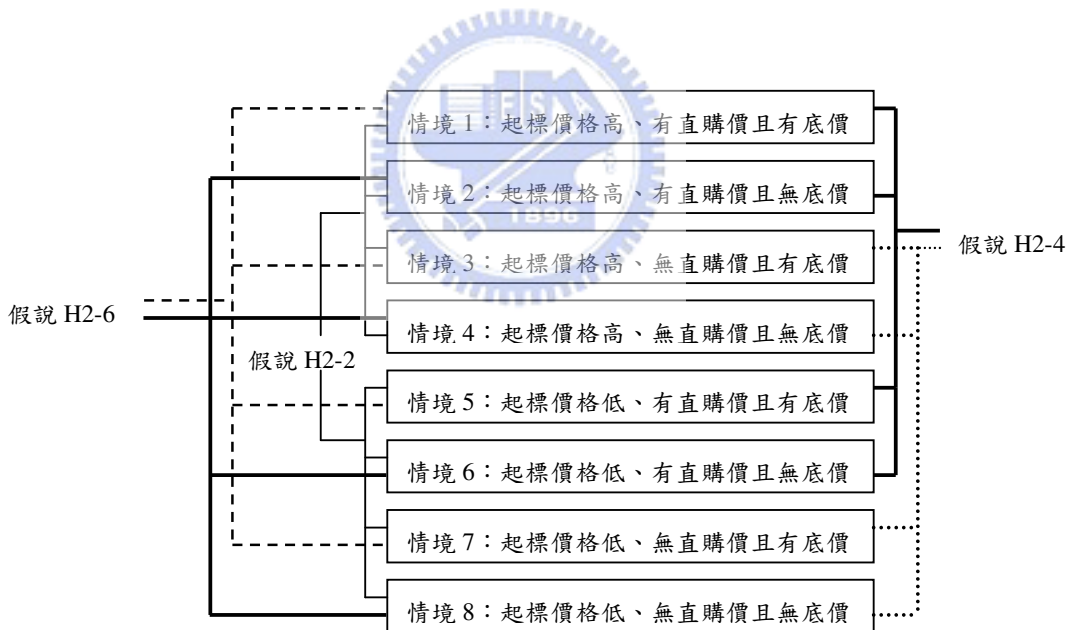 情境 1：起標價格高、有直購價且有底價
情境 2：起標價格高、有直購價且無底價
情境 3：起標價格高、無直購價且有底價
情境 4：起標價格高、無直購價且無底價
情境 5：起標價格低、有直購價且有底價
情境 6：起標價格低、有直購價且無底價
情境 7：起標價格低、無直購價且有底價
情境 8：起標價格低、無直購價且無底價
假說 H2-6
假說 H2-2
假說 H2-4
E S A
1896